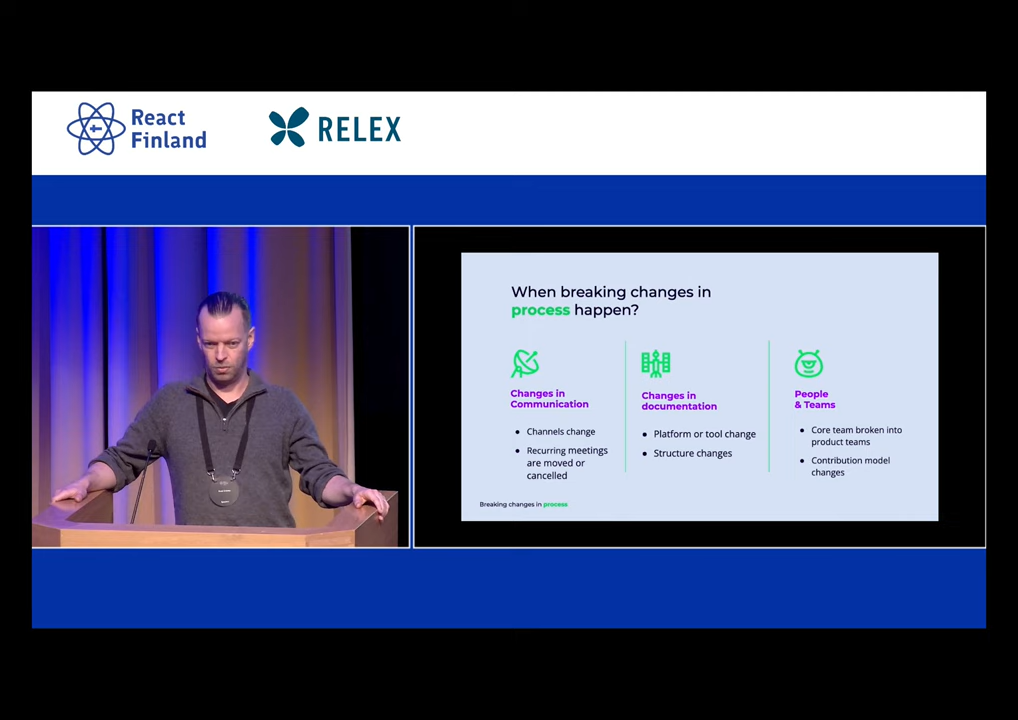 React
Finland
RELEX
When breaking changes in
process happen?
Changes in
Communication
• Channels change
• Recurring meetings
are moved or
cancelled
Changes in
documentation
• Platform or tool change
• Structure changes
People
& Teams
• Core team broken into
product teams
• Contribution model
changes
Breaking changes in process